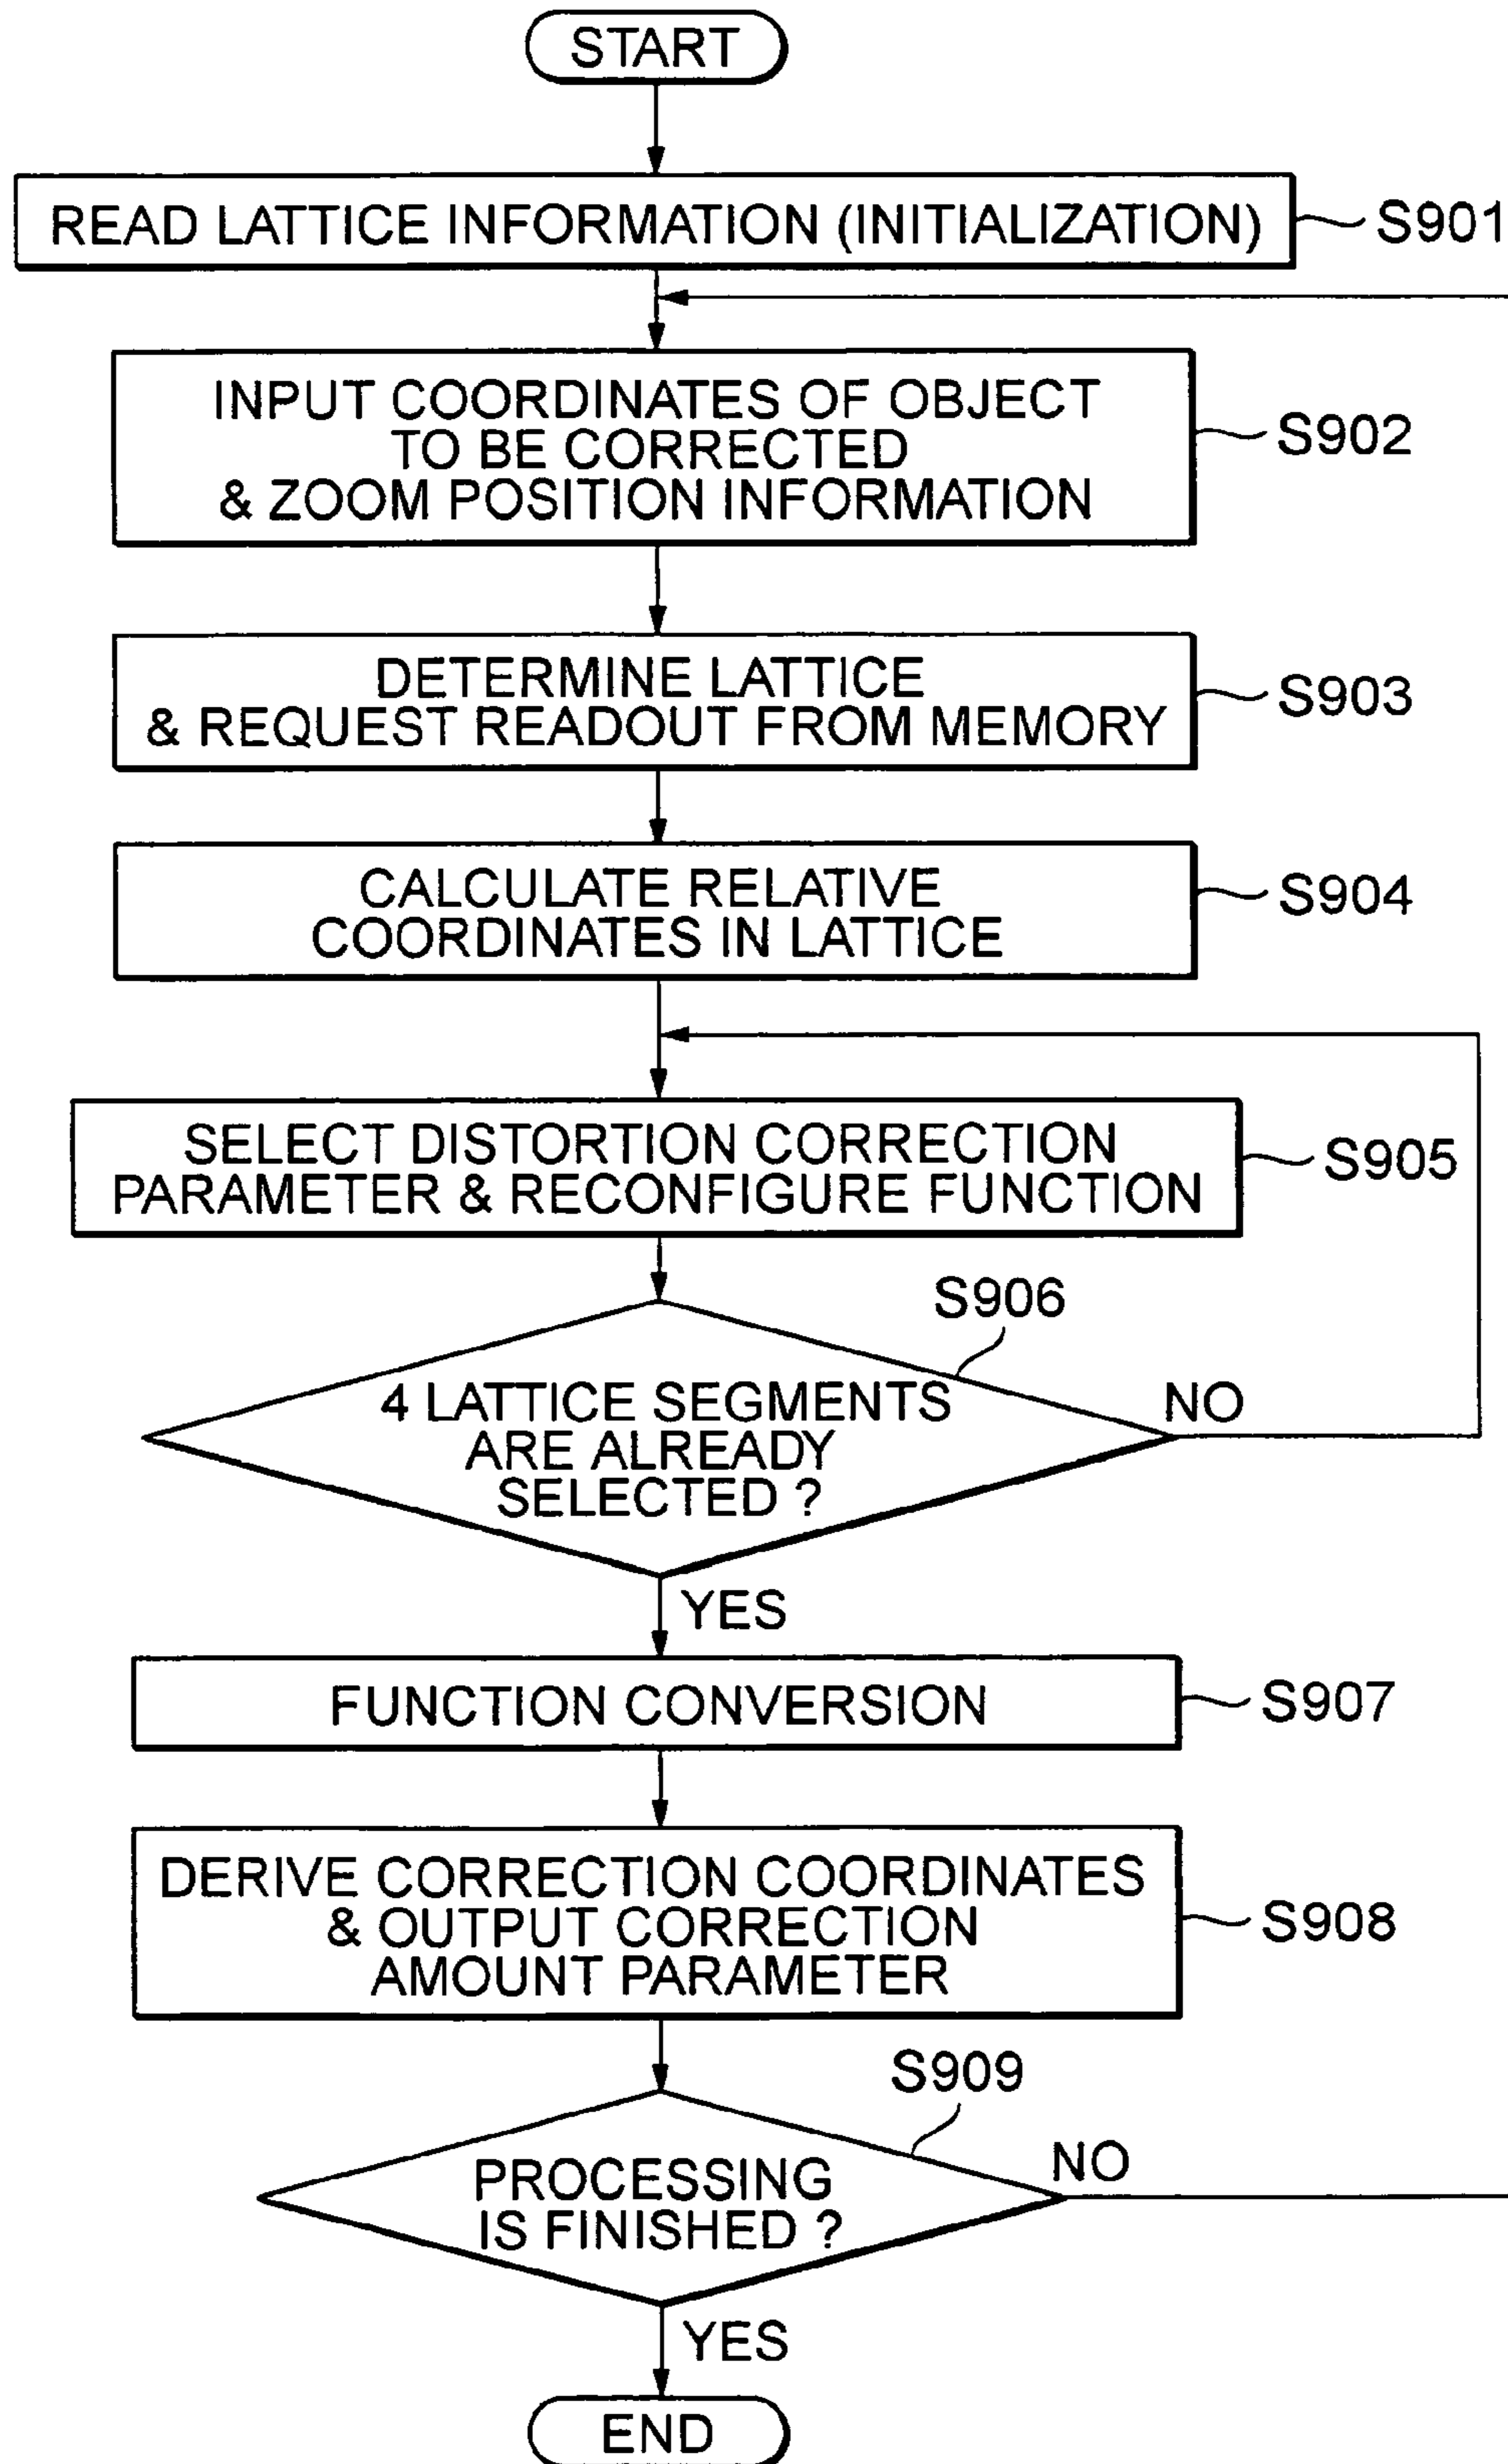 START
READ LATTICE INFORMATION (INITIALIZATION)
S901
INPUT COORDINATES OF OBJECT
TO BE CORRECTED
& ZOOM POSITION INFORMATION
S902
DETERMINE LATTICE
& REQUEST READOUT FROM MEMORY
S903
CALCULATE RELATIVE
COORDINATES IN LATTICE
S904
SELECT DISTORTION CORRECTION
PARAMETER & RECONFIGURE FUNCTION
S905
S906
4 LATTICE SEGMENTS
ARE ALREADY
SELECTED ?
NO
YES
FUNCTION CONVERSION
S907
DERIVE CORRECTION COORDINATES
& OUTPUT CORRECTION
AMOUNT PARAMETER
S908
S909
PROCESSING
IS FINISHED ?
NO
YES
END